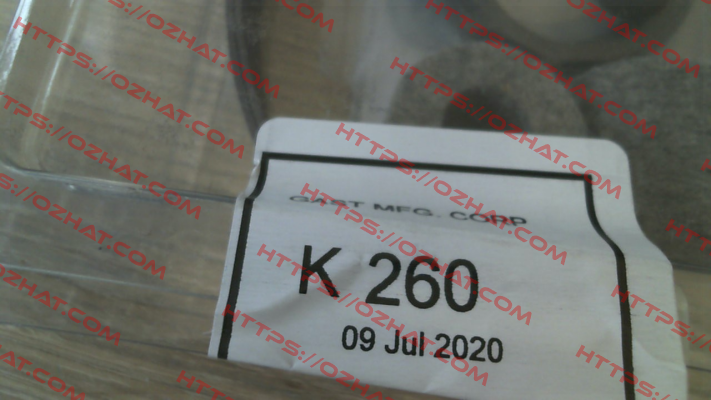 GAST MFG. CORP
K 260
09 Jul 2020
HTTPS://OZHAT.COM